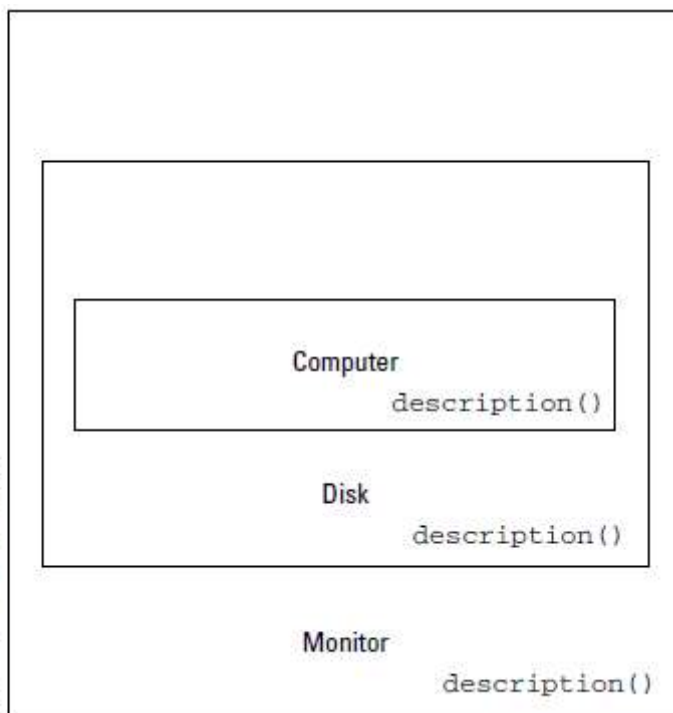 Computer
description()
Disk
description()
Monitor
description()